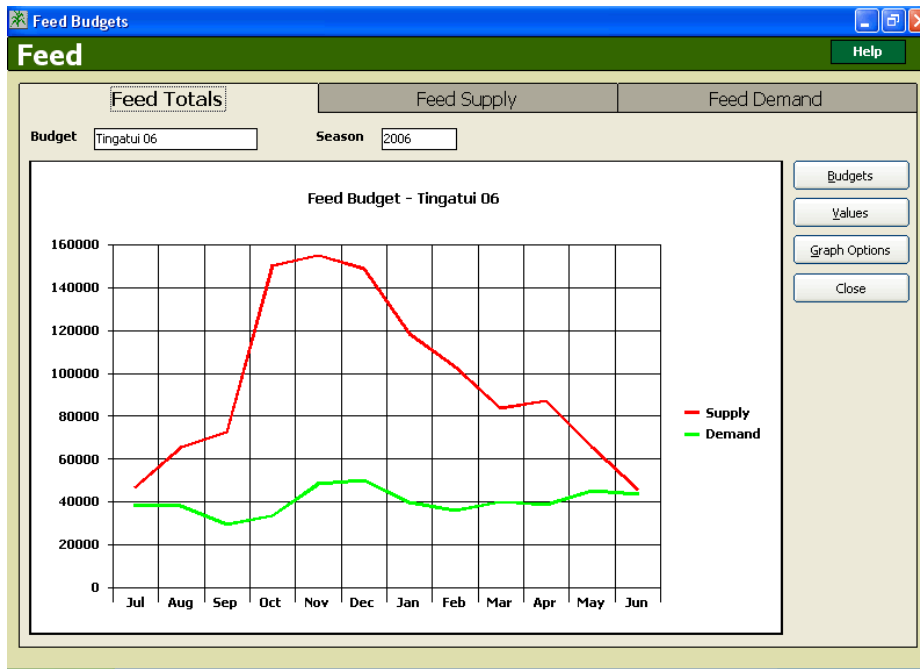 Feed Budgets
Feed
Help
Feed Totals
Feed Supply
Feed Demand
Budget
Tingatui 06
Season
2006
Feed Budget - Tingatui 06
160000
140000
120000
100000
80000
60000
40000
20000
0
Jul Aug Sep Oct Nov Dec Jan Feb Mar Apr May Jun
Supply
Demand
Budgets
Values
Graph Options
Close